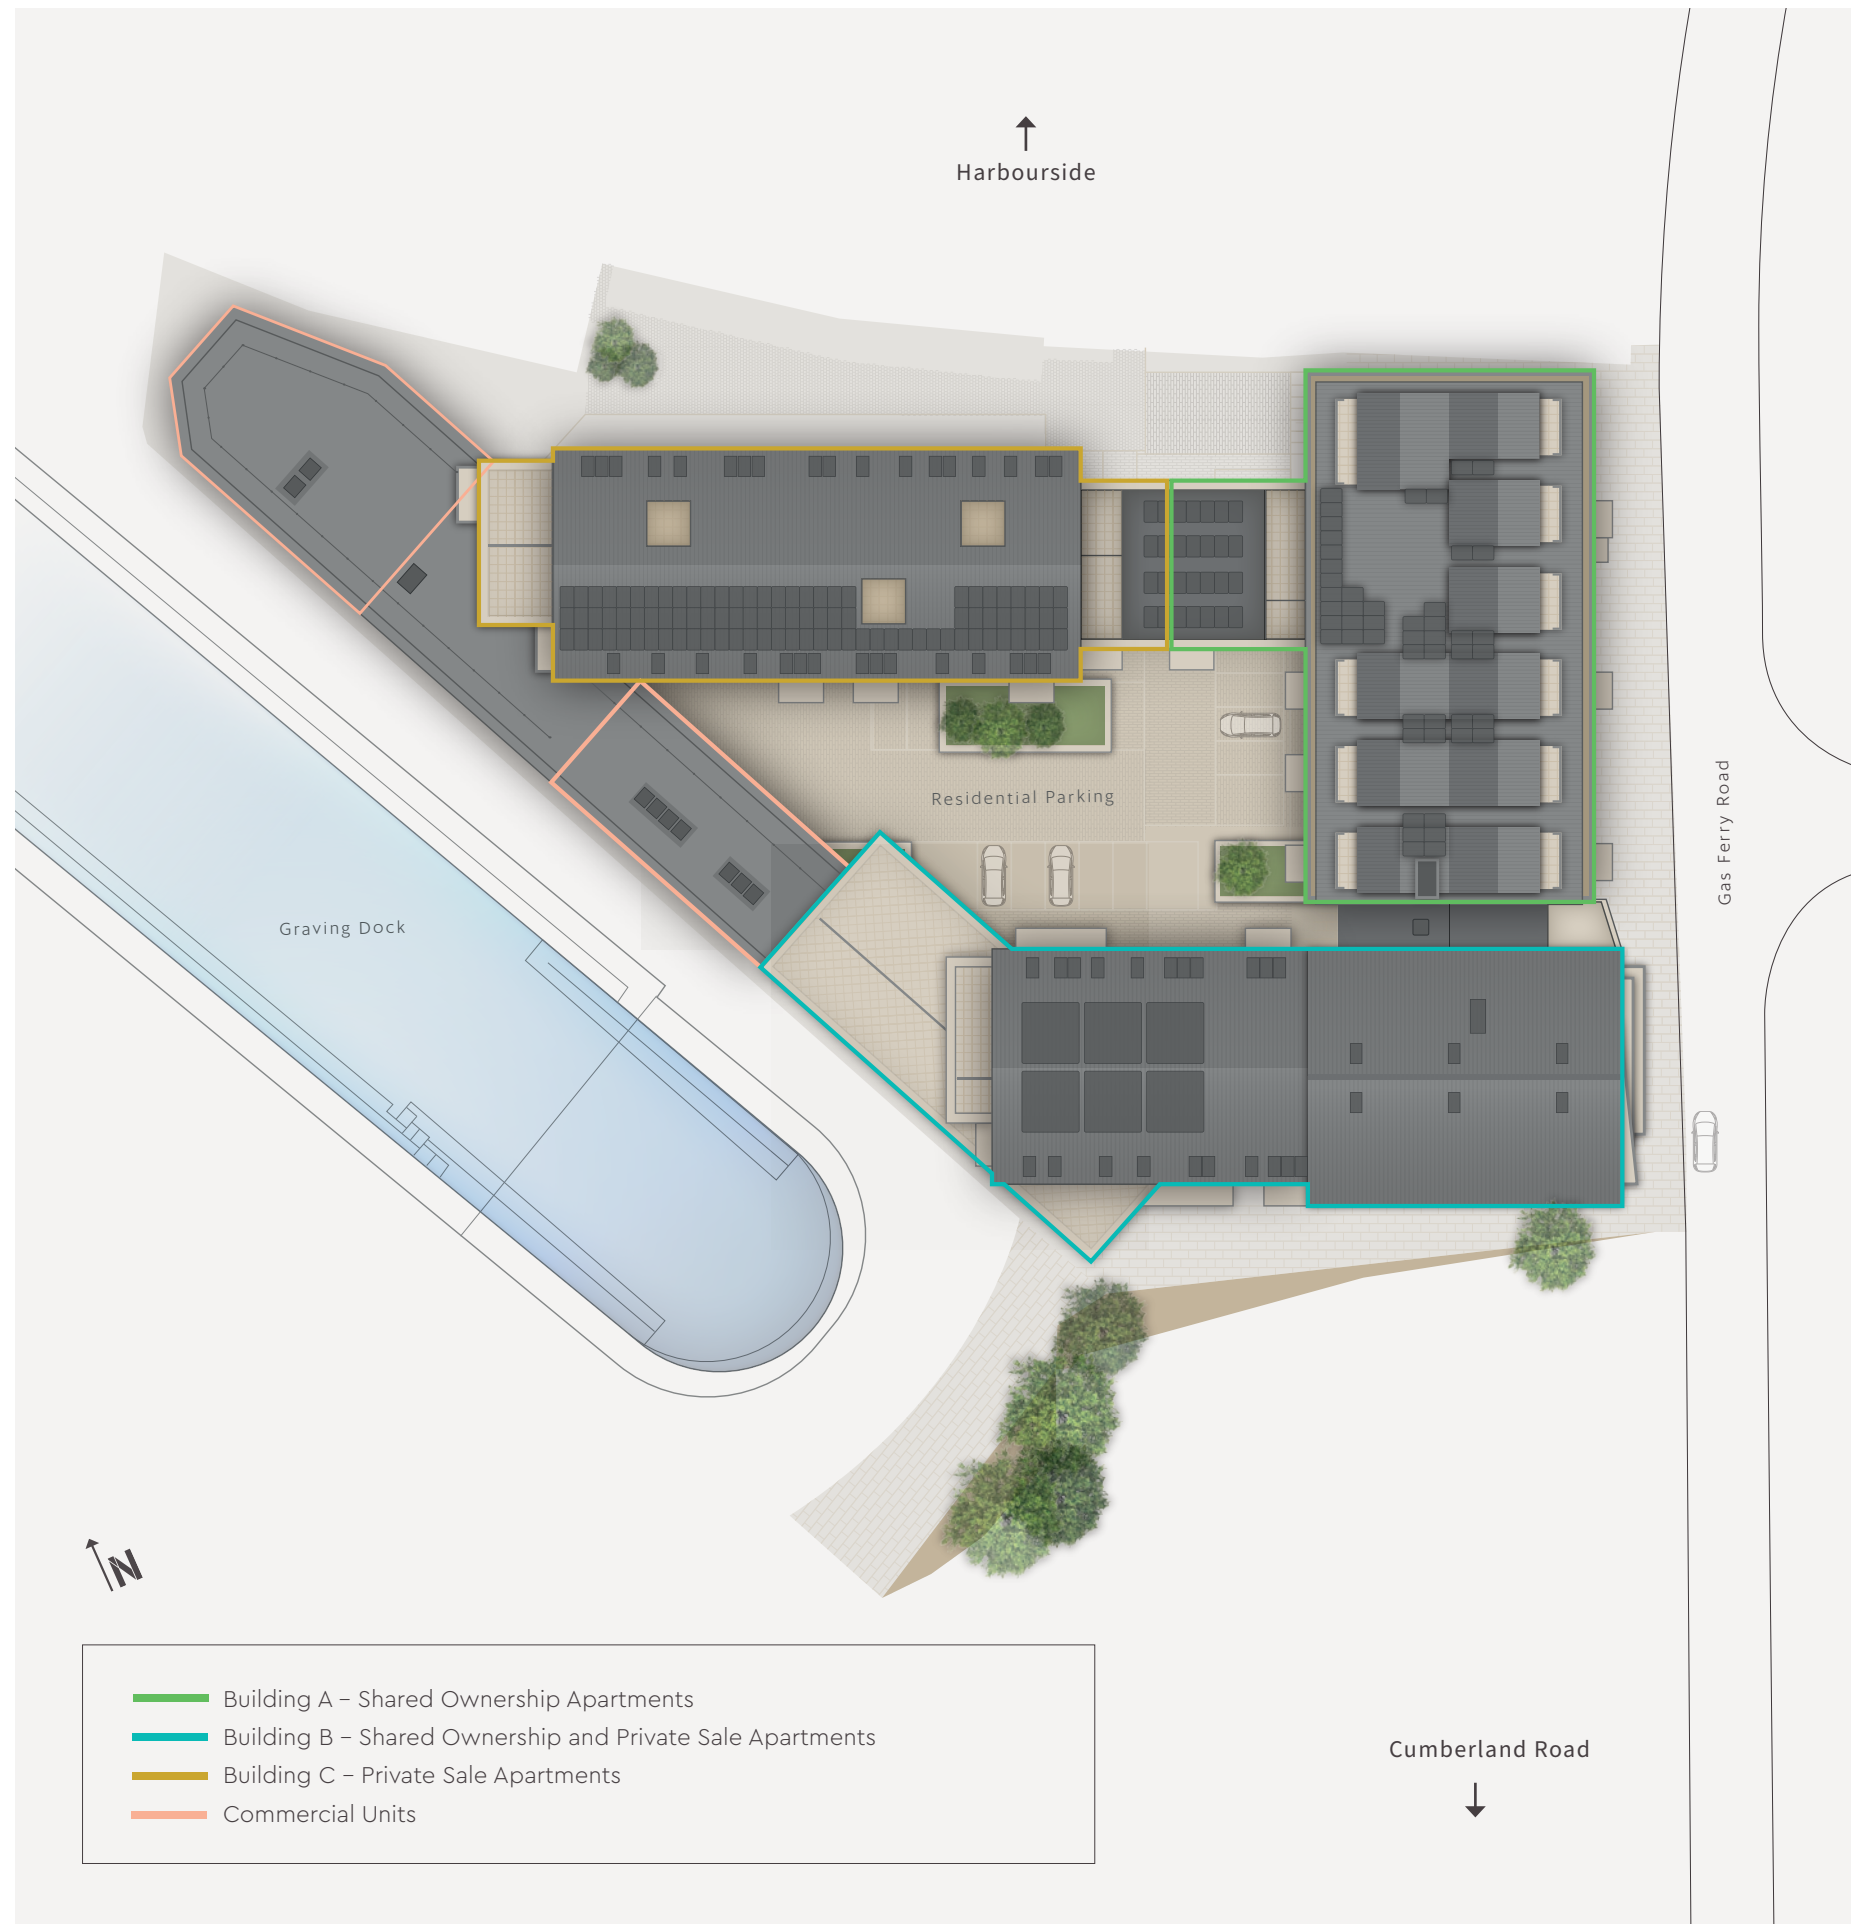 Harbourside
Residential Parking
Gas Ferry Road
Graving Dock
N
Building A – Shared Ownership Apartments
Building B – Shared Ownership and Private Sale Apartments
Building C – Private Sale Apartments
Commercial Units
Cumberland Road